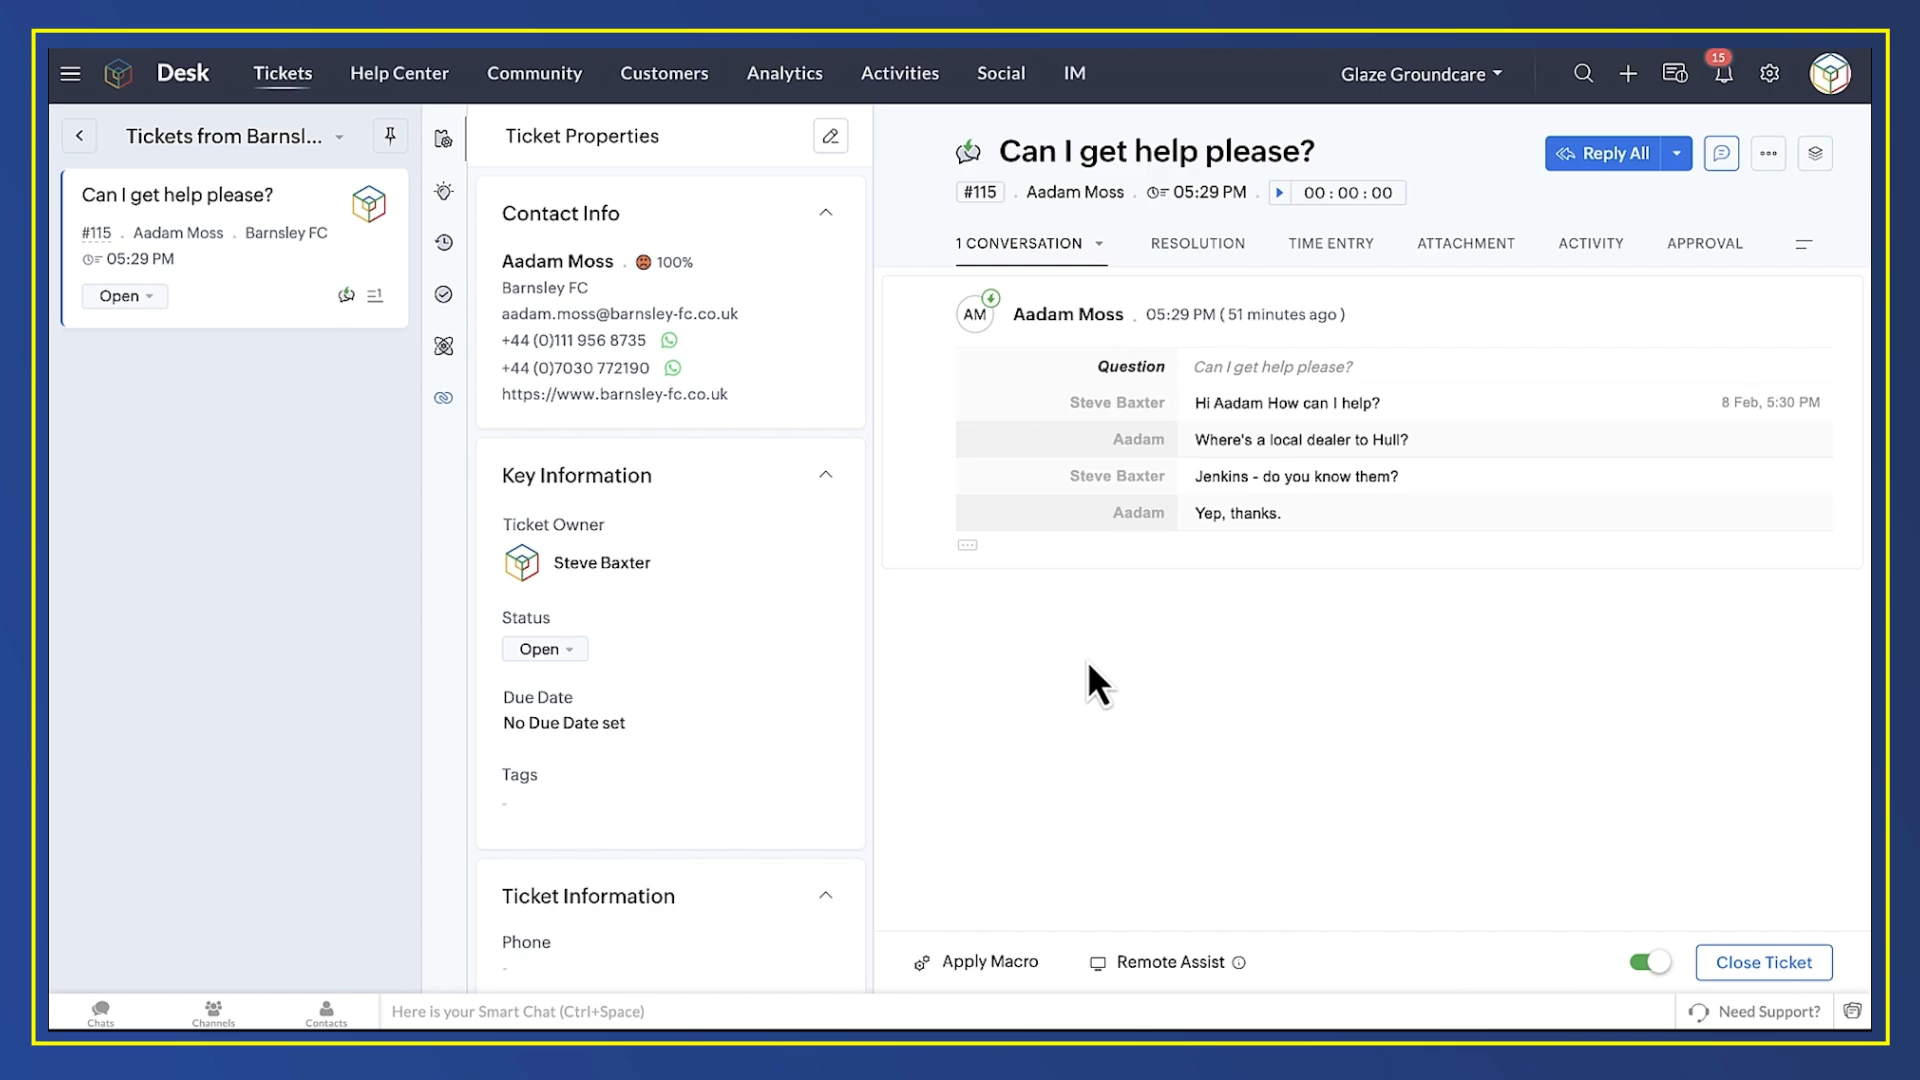 Desk
Tickets
Help Center
Community
Customers
Analytics
Activities
Social
IM
Glaze Groundcare
15
Tickets from Barnsl...
Can I get help please?
#115 . Aadam Moss . Barnsley FC
05:29 PM
Open
1
Ticket Properties
Contact Info
Aadam Moss . 100%
Barnsley FC
aadam.moss@barnsley-fc.co.uk
+44 (0)111 956 8735
+44 (0)7030 772190
https://www.barnsley-fc.co.uk
Key Information
Ticket Owner
Steve Baxter
Status
Open
Due Date
No Due Date set
Tags
-
Ticket Information
Phone
-
Can I get help please?
#115 . Aadam Moss . 05:29 PM . 00 : 00 : 00
Reply All
1 CONVERSATION
RESOLUTION
TIME ENTRY
ATTACHMENT
ACTIVITY
APPROVAL
AM
Aadam Moss . 05:29 PM ( 51 minutes ago )
Question Can I get help please?
Steve Baxter Hi Aadam How can I help? 8 Feb, 5:30 PM
Aadam Where's a local dealer to Hull?
Steve Baxter Jenkins - do you know them?
Aadam Yep, thanks.
Apply Macro
Remote Assist
Close Ticket
Chats
Channels
Contacts
Here is your Smart Chat (Ctrl+Space)
Need Support?